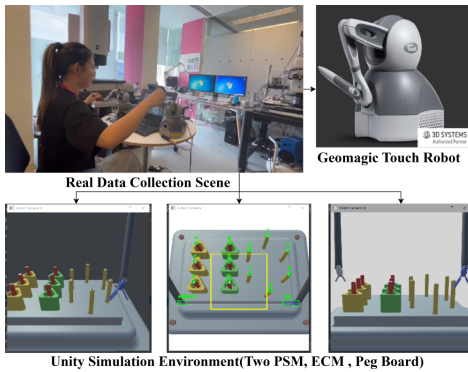 3D SYSTEMS
Authorized Partner
Geomagic Touch Robot
Real Data Collection Scene
Unity Simulation Environment(Two PSM, ECM , Peg Board)